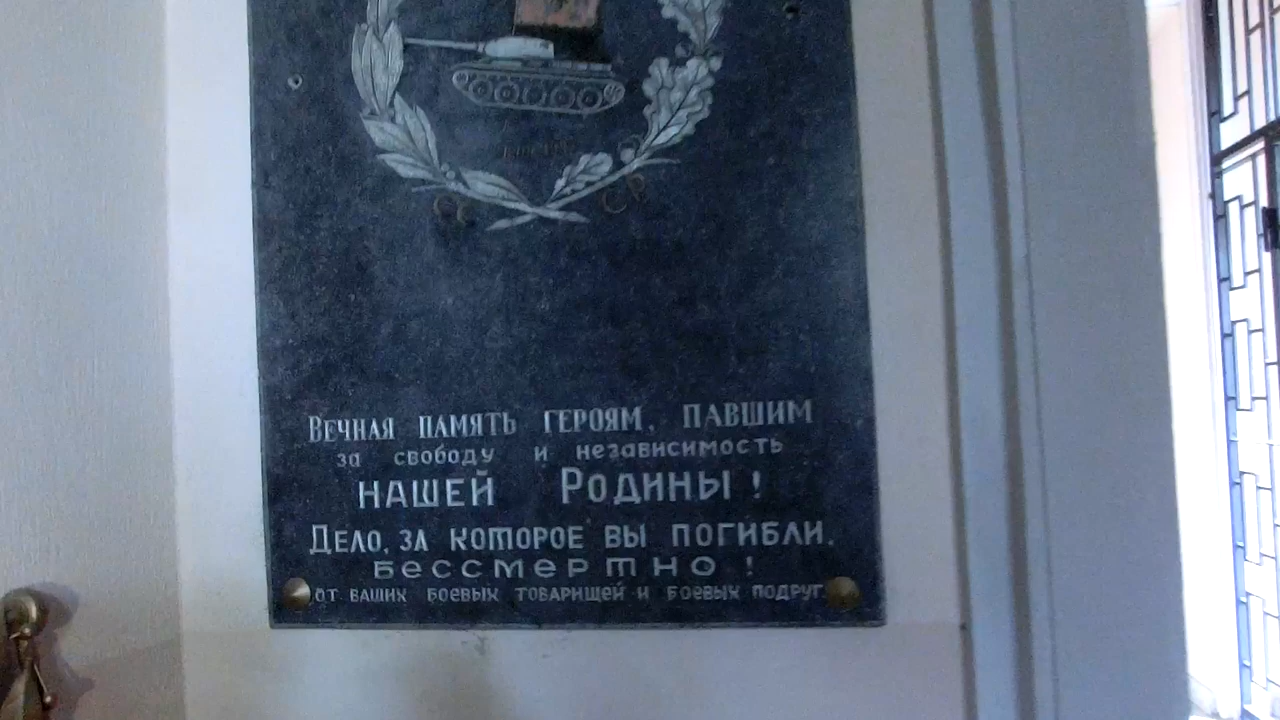 Вечная память героям, павшим
за свободу и независимость
нашей Родины !
Дело, за которое вы погибли,
бессмертно !
от ваших боевых товарищей и боевых подруг.